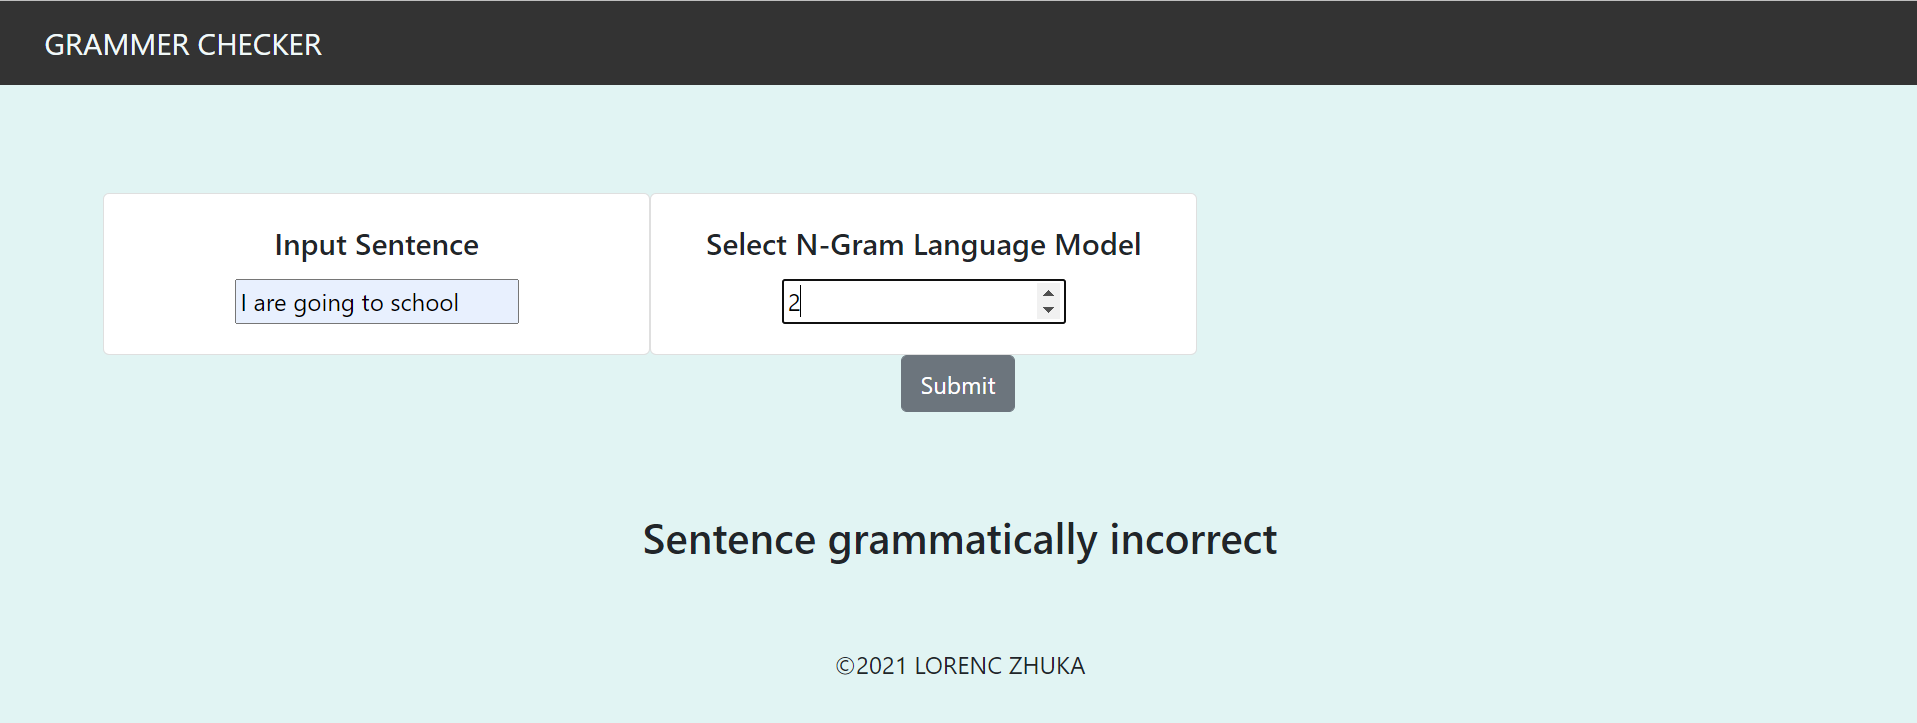 GRAMMER CHECKER
Input Sentence
I are going to school
Select N-Gram Language Model
2
Submit
Sentence grammatically incorrect
©2021 LORENC ZHUKA